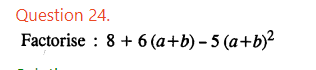 Question 24.
Factorise : 8 + 6 (a+b) – 5 (a+b)²